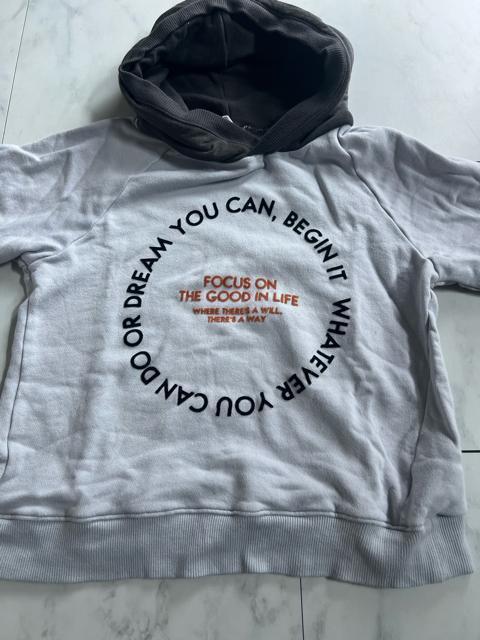 WHATEVER YOU CAN DO OR DREAM YOU CAN, BEGIN IT
FOCUS ON
THE GOOD IN LIFE
WHERE THERE'S A WILL,
THERE'S A WAY